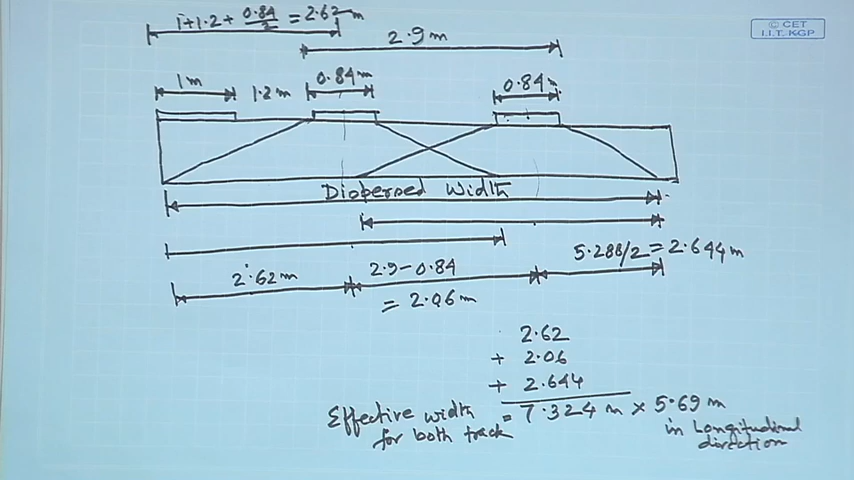 1+1.2+0.84/2 = 2.62 m
© CET
I.I.T. KGP
2.9 m
1 m
1.2 m
0.84 m
0.84 m
Dispersed Width
5.288/2 = 2.644 m
2.62 m
2.9-0.84
= 2.06 m
2.62
+ 2.06
+ 2.644
Effective width
for both track
= 7.324 m × 5.69 m
in Longitudinal
direction